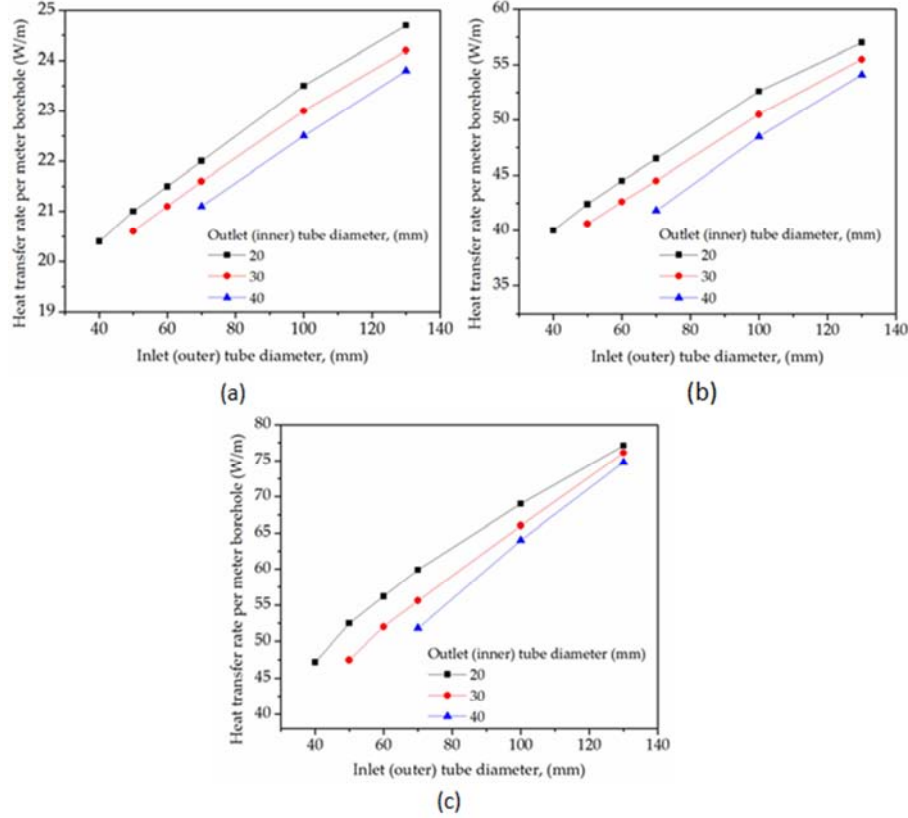 Heat transfer rate per meter borehole (W/m)
25
24
23
22
21
20
19
Outlet (inner) tube diameter, (mm)
20
30
40
40 60 80 100 120 140
Inlet (outer) tube diameter, (mm)
(a)
Heat transfer rate per meter borehole (W/m)
60
55
50
45
40
35
Outlet (inner) tube diameter, (mm)
20
30
40
40 60 80 100 120 140
Inlet (outer) tube diameter, (mm)
(b)
Heat transfer rate per meter borehole (W/m)
80
75
70
65
60
55
50
45
40
Outlet (inner) tube diameter (mm)
20
30
40
40 60 80 100 120 140
Inlet (outer) tube diameter, (mm)
(c)